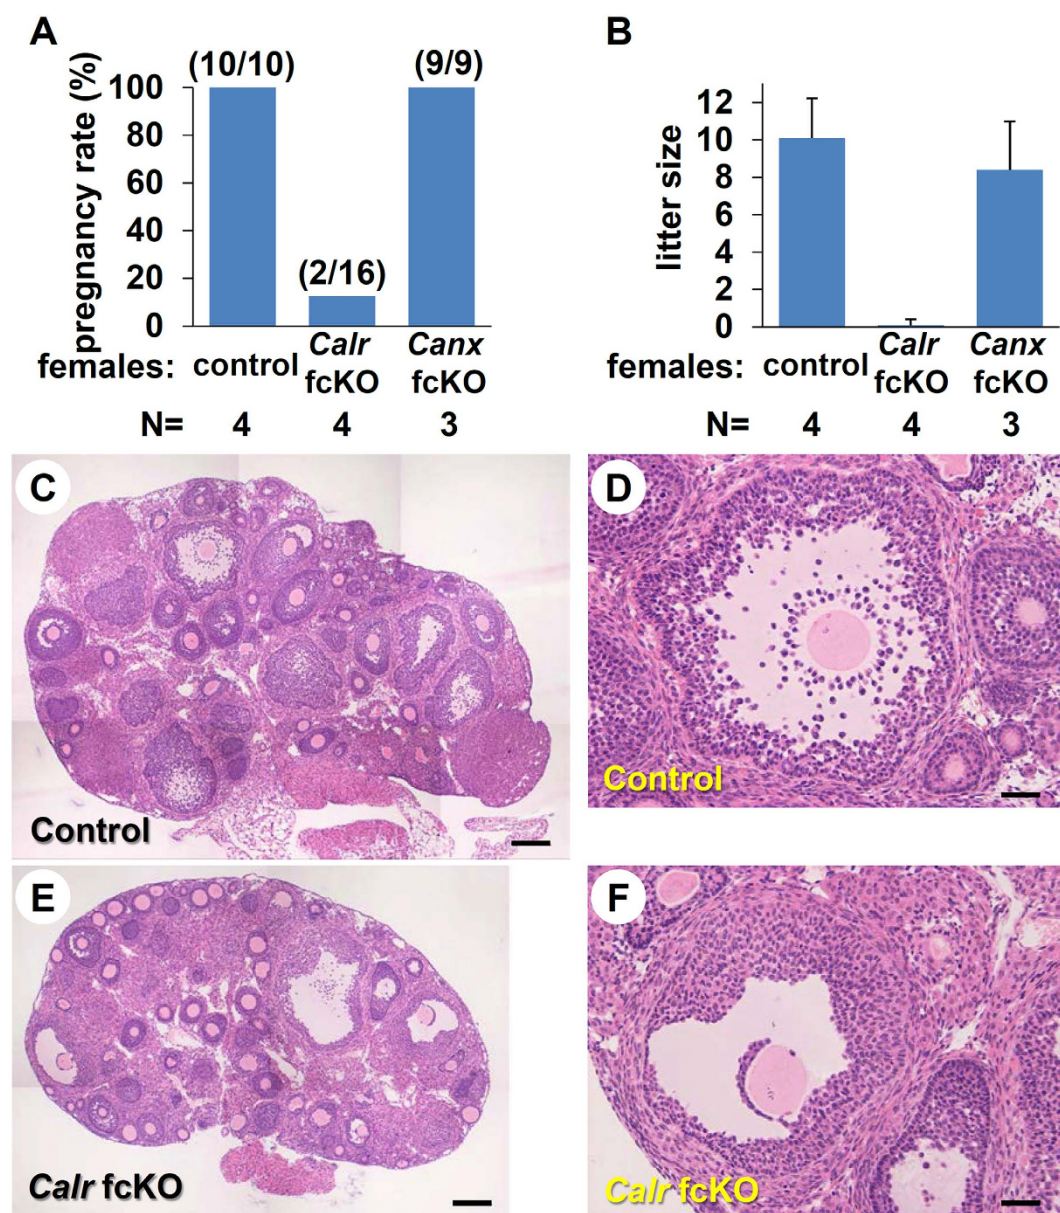 A
pregnancy rate (%)
(10/10)
(9/9)
(2/16)
100
80
60
40
20
0
females: control Calr fcKO Canx fcKO
N= 4 4 3
B
litter size
12
10
8
6
4
2
0
females: control Calr fcKO Canx fcKO
N= 4 4 3
C
Control
D
Control
E
Calr fcKO
F
Calr fcKO